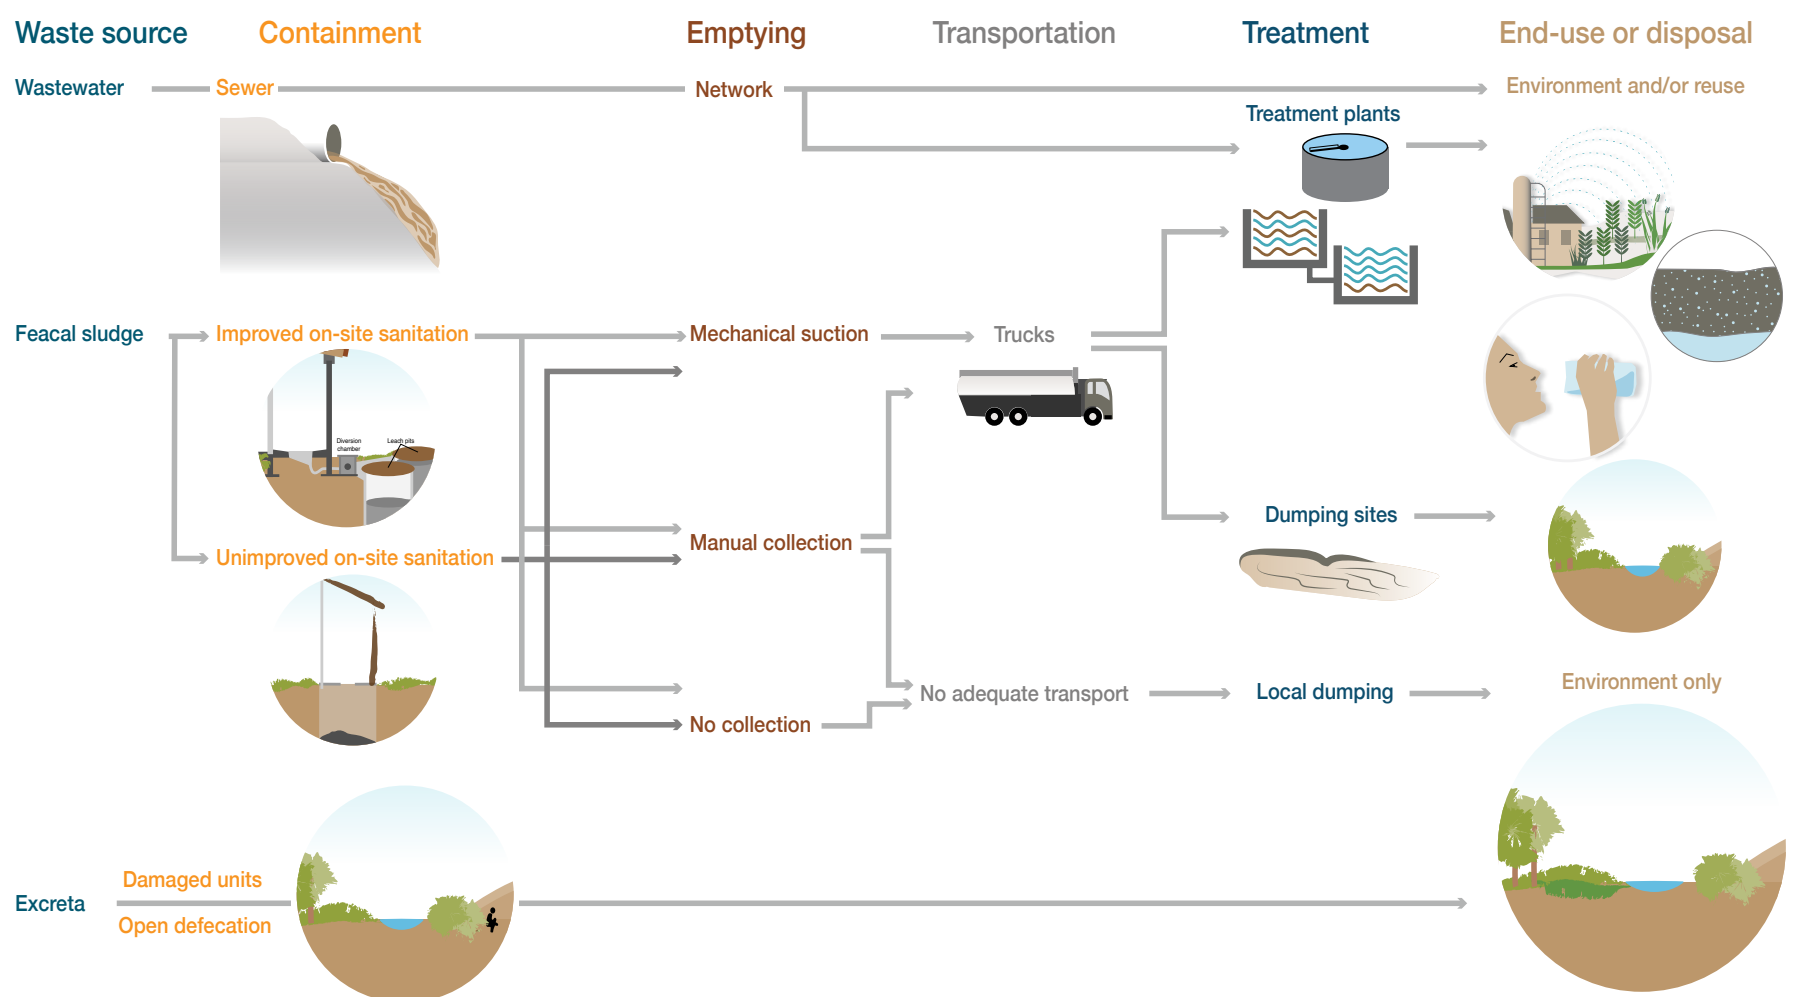 Waste source
Containment
Emptying
Transportation
Treatment
End-use or disposal
Wastewater
Sewer
Network
Environment and/or reuse
Treatment plants
Feacal sludge
Improved on-site sanitation
Mechanical suction
Trucks
Diversion
chamber
Leach pits
Dumping sites
Manual collection
Unimproved on-site sanitation
No adequate transport
Local dumping
Environment only
No collection
Damaged units
Excreta
Open defecation